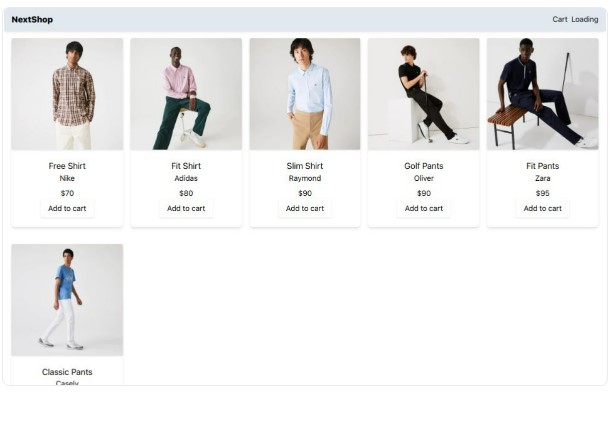 NextShop
Cart Loading
Free Shirt
Nike
$70
Add to cart
Fit Shirt
Adidas
$80
Add to cart
Slim Shirt
Raymond
$90
Add to cart
Golf Pants
Oliver
$90
Add to cart
Fit Pants
Zara
$95
Add to cart
Classic Pants
Casely